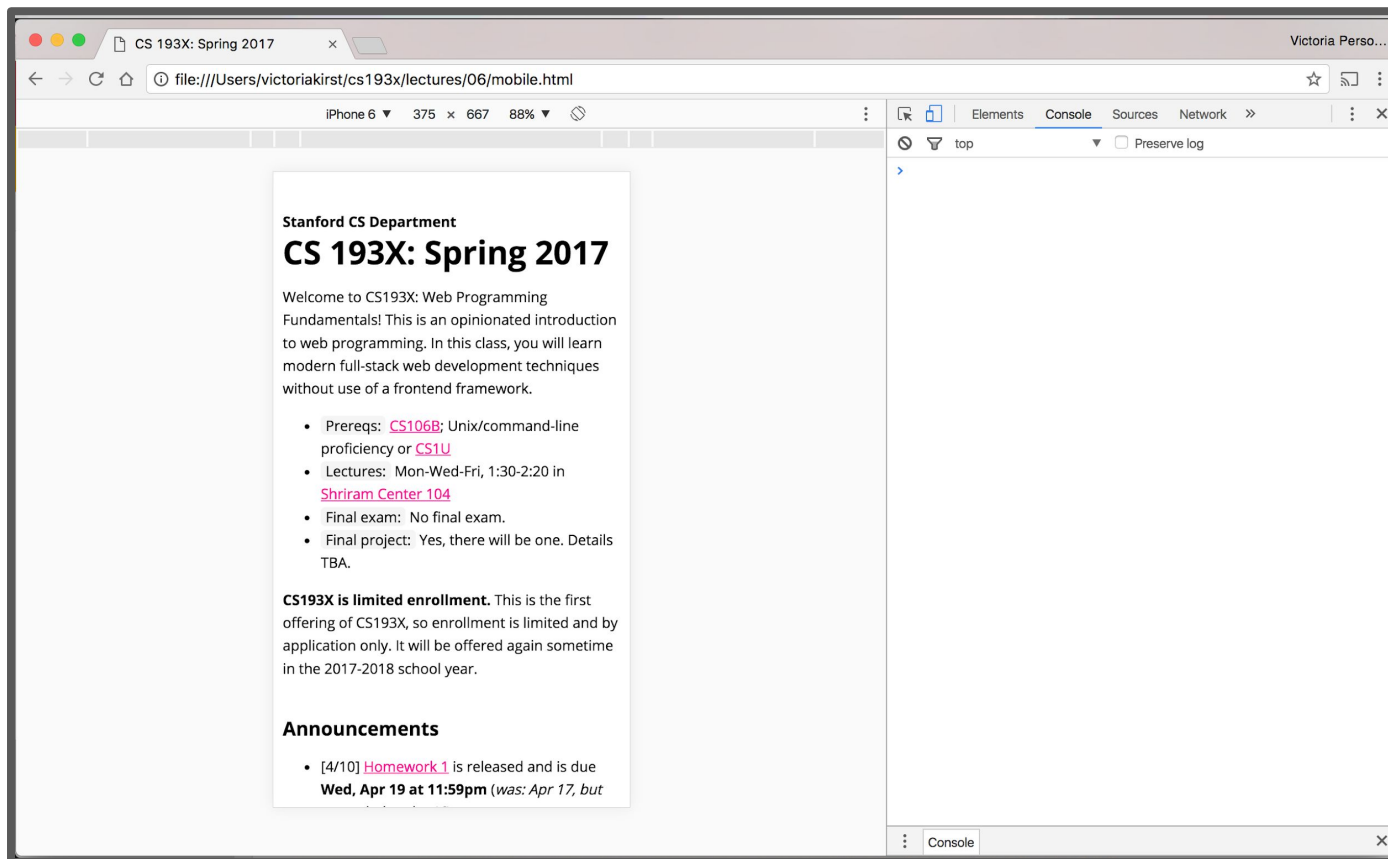 CS 193X: Spring 2017
Victoria Perso...
file:///Users/victoriakirst/cs193x/lectures/06/mobile.html
iPhone 6 ▼ 375 × 667 88% ▼
Elements Console Sources Network »
top ▼ Preserve log
Stanford CS Department
CS 193X: Spring 2017
Welcome to CS193X: Web Programming
Fundamentals! This is an opinionated introduction
to web programming. In this class, you will learn
modern full-stack web development techniques
without use of a frontend framework.
• Prereqs: CS106B; Unix/command-line
proficiency or CS1U
• Lectures: Mon-Wed-Fri, 1:30-2:20 in
Shriram Center 104
• Final exam: No final exam.
• Final project: Yes, there will be one. Details
TBA.
CS193X is limited enrollment. This is the first
offering of CS193X, so enrollment is limited and by
application only. It will be offered again sometime
in the 2017-2018 school year.
Announcements
• [4/10] Homework 1 is released and is due
Wed, Apr 19 at 11:59pm (was: Apr 17, but
Console